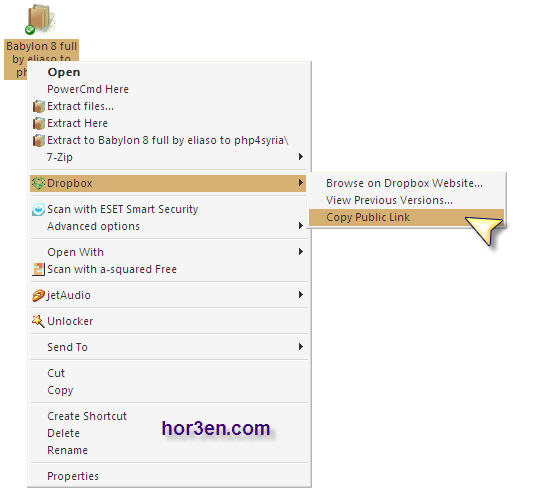 Babylon 8 full
by eliaso to
Open
PowerCmd Here
Extract files...
Extract Here
Extract to Babylon 8 full by eliaso to php4syria\
7-Zip
Dropbox
Browse on Dropbox Website...
View Previous Versions...
Copy Public Link
Scan with ESET Smart Security
Advanced options
Open With
Scan with a-squared Free
jetAudio
Unlocker
Send To
Cut
Copy
Create Shortcut
Delete
Rename
hor3en.com
Properties